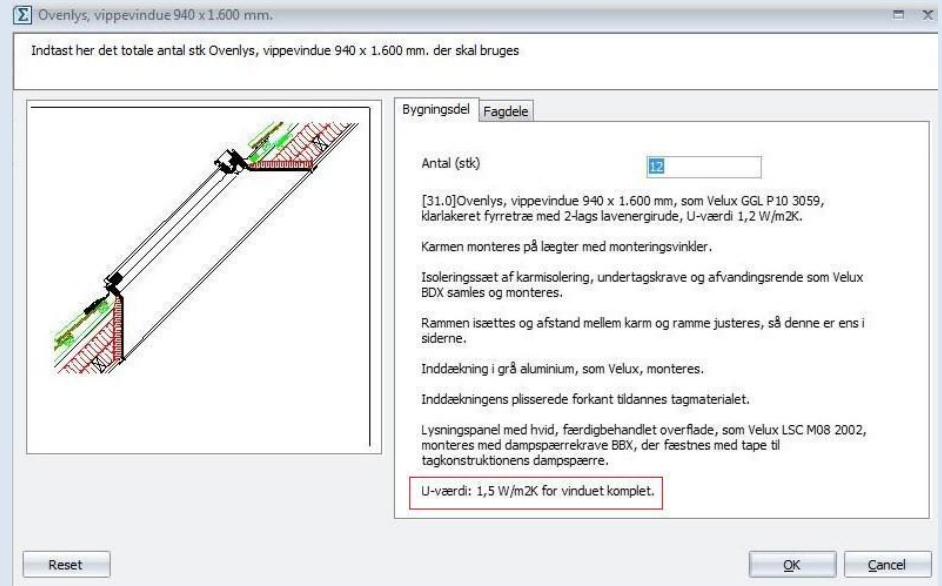 Ovenlys, vippevindue 940 x 1.600 mm.
Indtast her det totale antal stk Ovenlys, vippevindue 940 x 1.600 mm. der skal bruges
Bygningsdel
Fagdele
Antal (stk)
12
[31.0]Ovenlys, vippevindue 940 x 1.600 mm, som Velux GGL P10 3059,
klarlakeret fyrretræ med 2-lags lavenergirude, U-værdi 1,2 W/m2K.
Karmen monteres på lægter med monteringsvinkler.
Isoleringssæt af karmisolering, undertagskrave og afvandingsrende som Velux
BDX samles og monteres.
Rammen isættes og afstand mellem karm og ramme justeres, så denne er ens i
siderne.
Inddækning i grå aluminium, som Velux, monteres.
Inddækningens plisserede forkant tildannes tagmaterialet.
Lysningspanel med hvid, færdigbehandlet overflade, som Velux LSC M08 2002,
monteres med dampspærrekrave BBX, der fæstnes med tape til
tagkonstruktionens dampspærre.
U-værdi: 1,5 W/m2K for vinduet komplet.
Reset
OK
Cancel